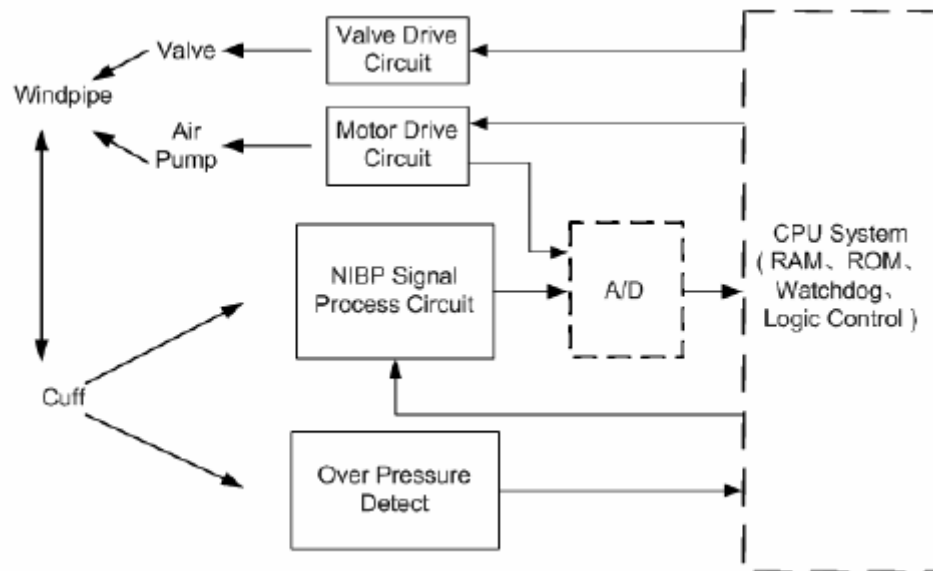 Valve
Valve Drive
Circuit
Windpipe
Air
Pump
Motor Drive
Circuit
NIBP Signal
Process Circuit
A/D
CPU System
( RAM、ROM、
Watchdog、
Logic Control )
Cuff
Over Pressure
Detect